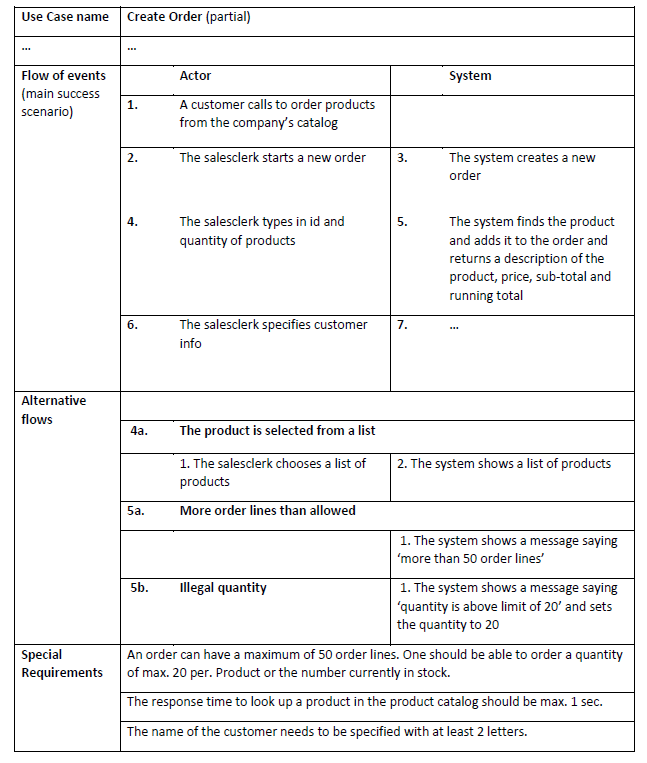 Use Case name Create Order (partial)
... ...
Flow of events
(main success
scenario)
Actor System
1. A customer calls to order products
from the company's catalog
2. The salesclerk starts a new order
3. The system creates a new
order
4. The salesclerk types in id and
quantity of products
5. The system finds the product
and adds it to the order and
returns a description of the
product, price, sub-total and
running total
6. The salesclerk specifies customer
info
7. ...
Alternative
flows
4a. The product is selected from a list
1. The salesclerk chooses a list of
products
2. The system shows a list of products
5a. More order lines than allowed
1. The system shows a message saying
'more than 50 order lines'
5b. Illegal quantity
1. The system shows a message saying
'quantity is above limit of 20' and sets
the quantity to 20
Special
Requirements
An order can have a maximum of 50 order lines. One should be able to order a quantity
of max. 20 per. Product or the number currently in stock.
The response time to look up a product in the product catalog should be max. 1 sec.
The name of the customer needs to be specified with at least 2 letters.